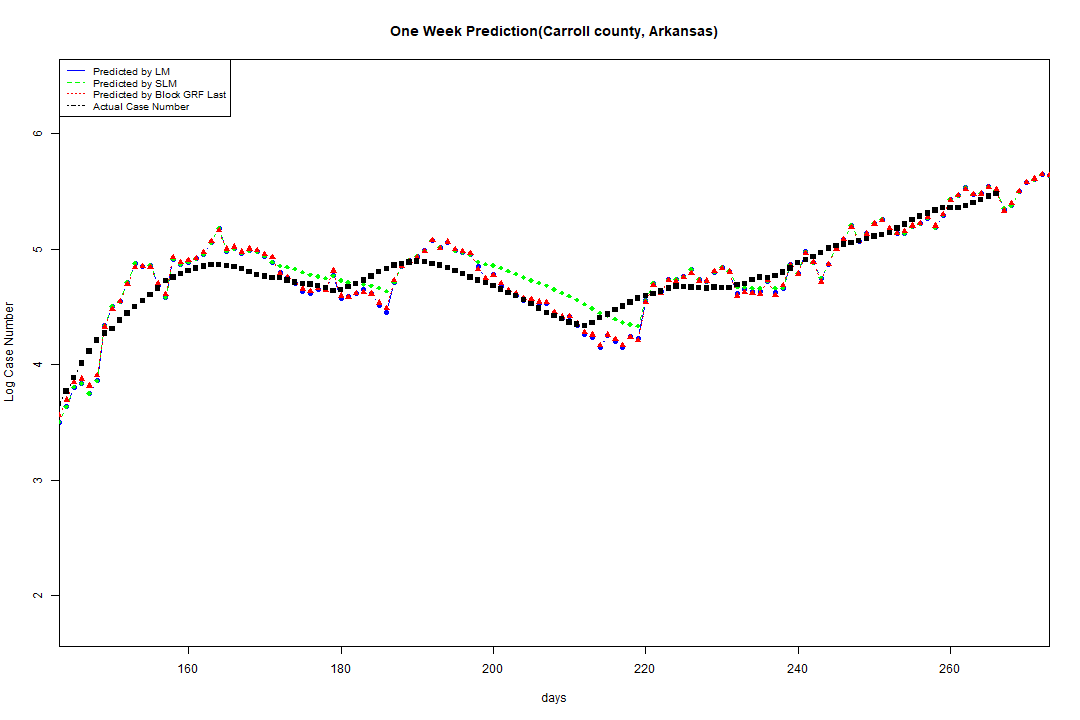 One Week Prediction(Carroll county, Arkansas)
Predicted by LM
Predicted by SLM
Predicted by Block GRF Last
Actual Case Number
6
5
4
3
2
Log Case Number
160 180 200 220 240 260
days